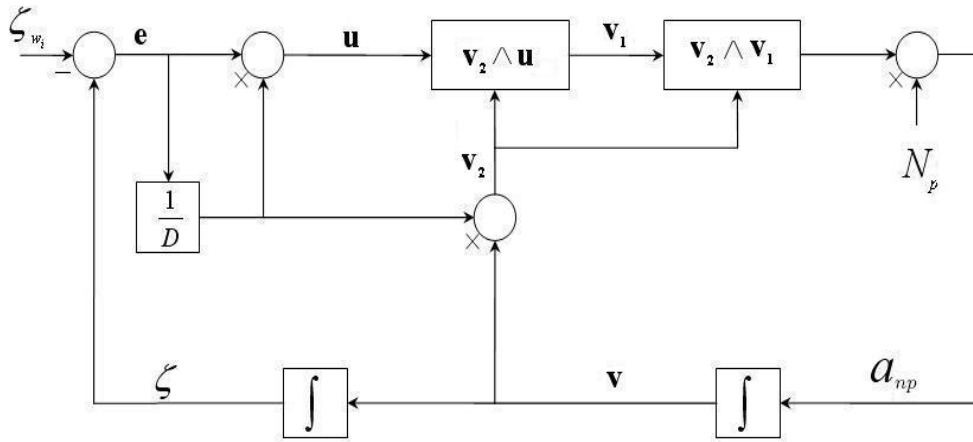 ζ_{w_i}
−
e
×
u
v₂ ∧ u
v₁
v₂ ∧ v₁
×
N_p
v₂
1/D
×
ζ
∫
v
∫
a_{np}